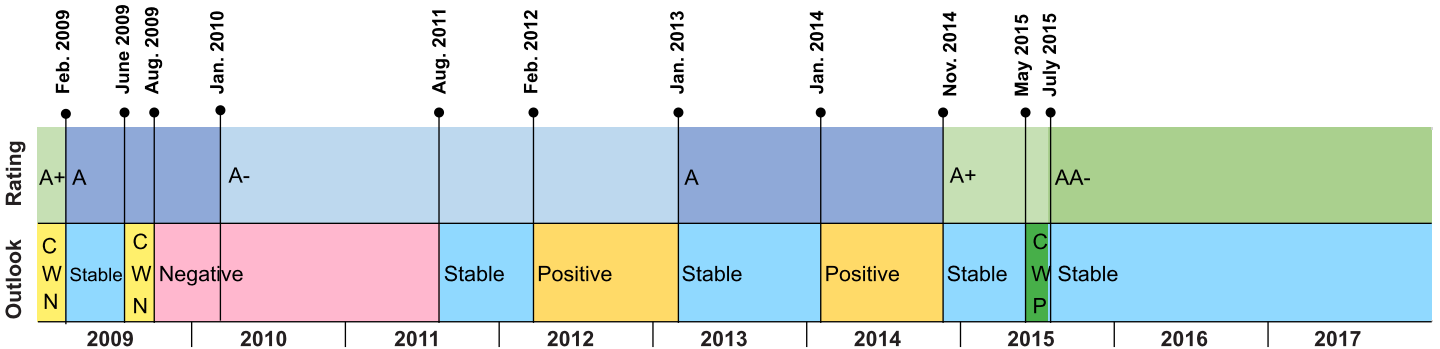 Feb. 2009
June 2009
Aug. 2009
Jan. 2010
Aug. 2011
Feb. 2012
Jan. 2013
Jan. 2014
Nov. 2014
May 2015
July 2015
Rating
A+ A A- A A+ AA-
Outlook
C
W
N
Stable
C
W
N
Negative
Stable
Positive
Stable
Positive
Stable
C
W
P
Stable
2009 2010 2011 2012 2013 2014 2015 2016 2017